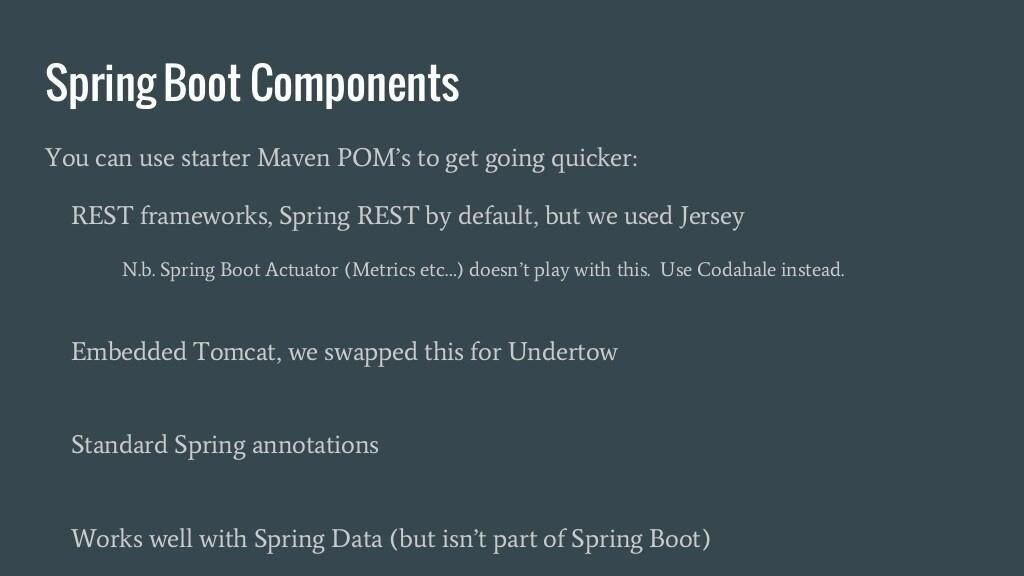 Spring Boot Components
You can use starter Maven POM’s to get going quicker:
REST frameworks, Spring REST by default, but we used Jersey
N.b. Spring Boot Actuator (Metrics etc...) doesn’t play with this.  Use Codahale instead.
Embedded Tomcat, we swapped this for Undertow
Standard Spring annotations
Works well with Spring Data (but isn’t part of Spring Boot)